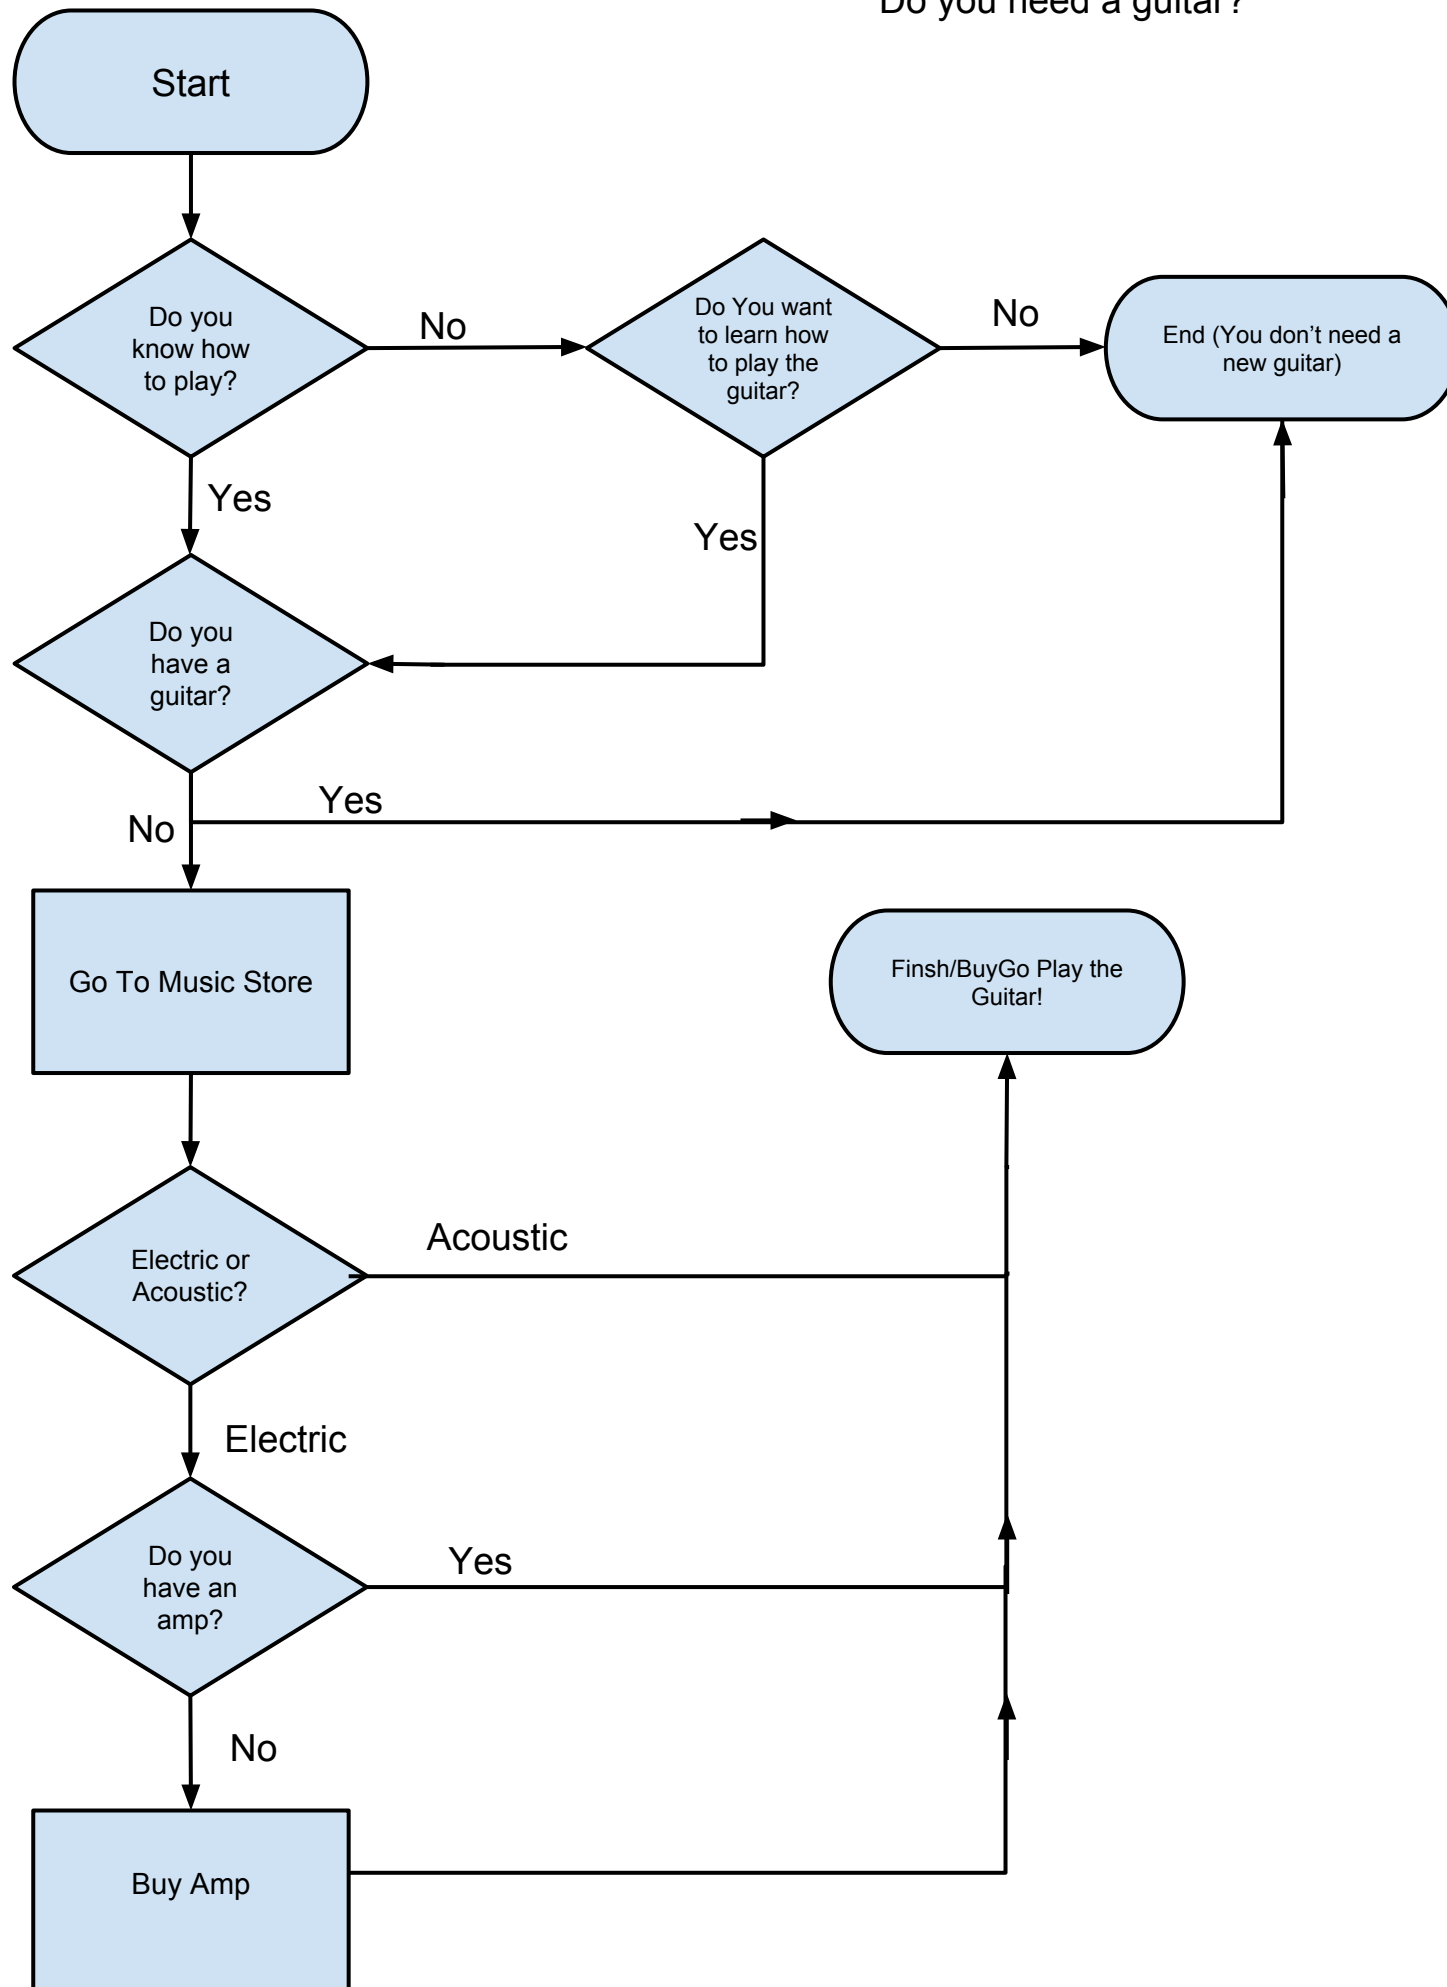 Do you need a guitar?
Start
Do you
know how
to play?
No
Do You want
to learn how
to play the
guitar?
No
End (You don't need a
new guitar)
Yes
Yes
Do you
have a
guitar?
Yes
No
Go To Music Store
Finsh/BuyGo Play the
Guitar!
Acoustic
Electric or
Acoustic?
Electric
Do you
have an
amp?
Yes
No
Buy Amp